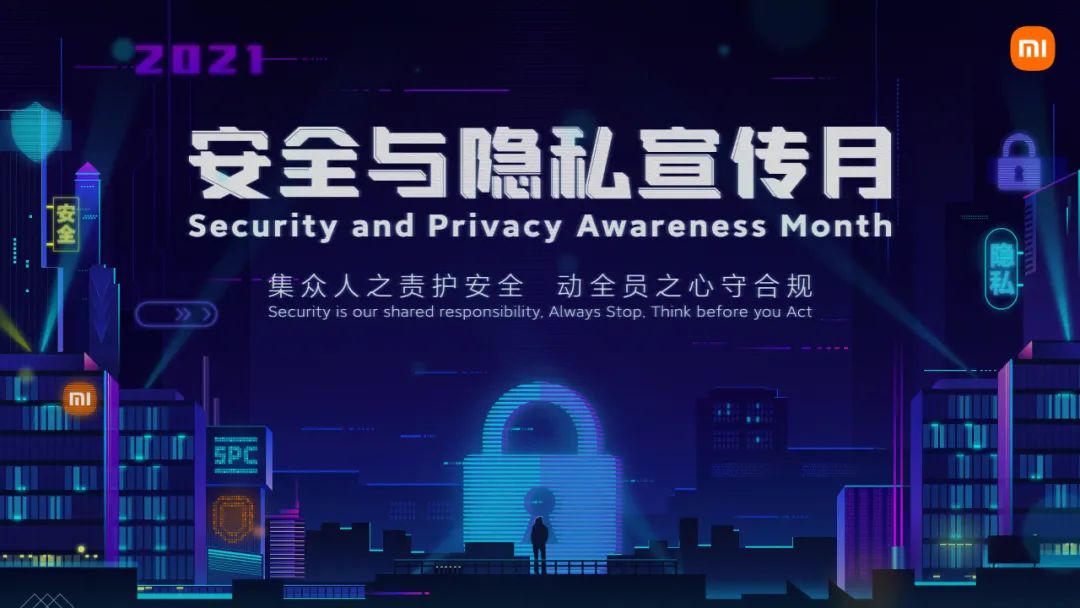 2021
mi
安全与隐私宣传月
Security and Privacy Awareness Month
安全
隐私
集众人之责护安全 动全员之心守合规
Security is our shared responsibility, Always Stop, Think before you Act
mi
SPC